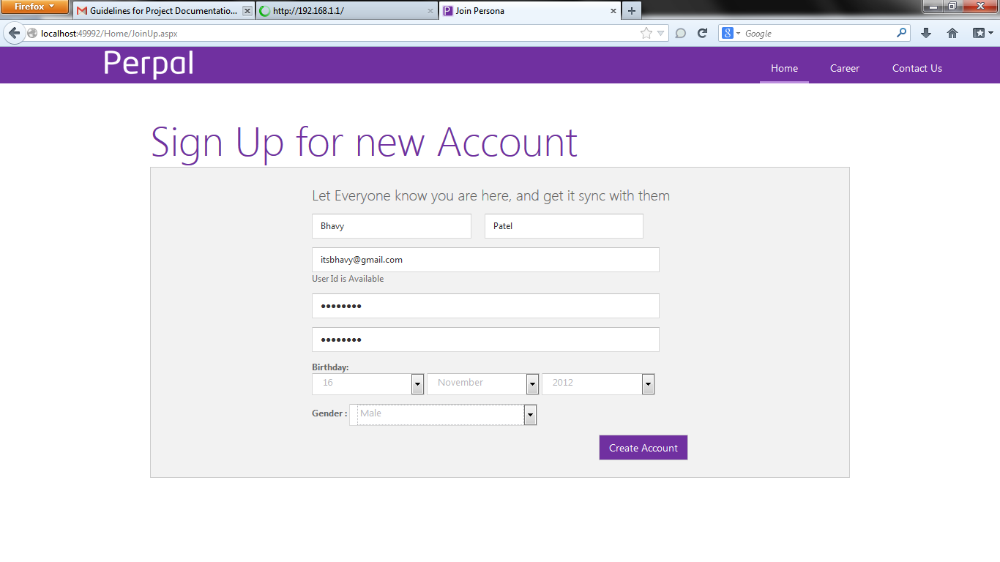 Firefox
Guidelines for Project Documentatio...
http://192.168.1.1/
Join Persona
localhost:49992/Home/JoinUp.aspx
Google
Perpal
Home
Career
Contact Us
Sign Up for new Account
Let Everyone know you are here, and get it sync with them
Bhavy
Patel
itsbhavy@gmail.com
User Id is Available
••••••••
••••••••
Birthday:
16
November
2012
Gender :
Male
Create Account